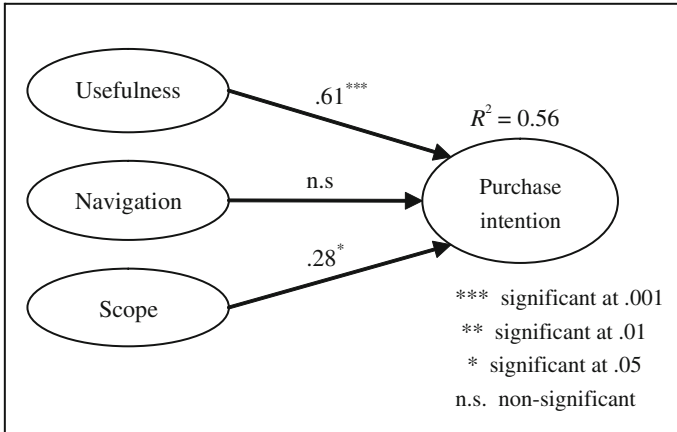 Usefulness
.61***
R² = 0.56
Navigation
n.s
Purchase
intention
.28*
Scope
*** significant at .001
** significant at .01
* significant at .05
n.s. non-significant